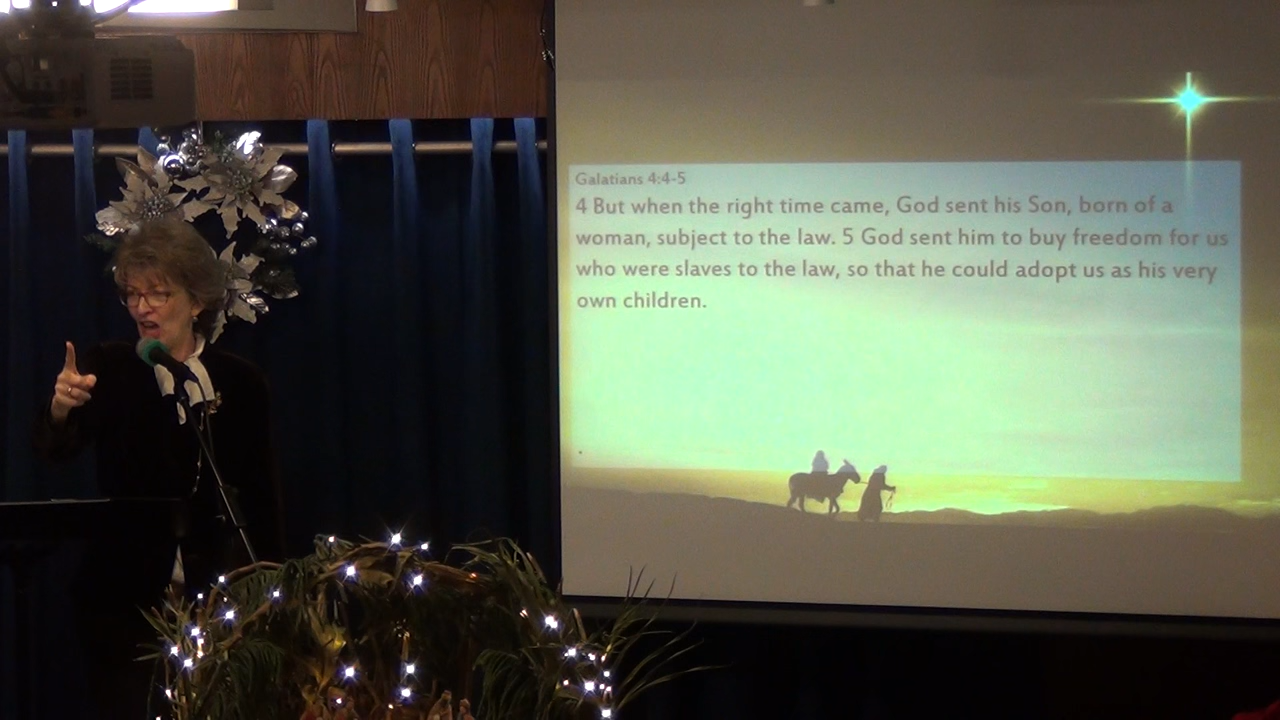 Galatians 4:4-5
4 But when the right time came, God sent his Son, born of a
woman, subject to the law. 5 God sent him to buy freedom for us
who were slaves to the law, so that he could adopt us as his very
own children.